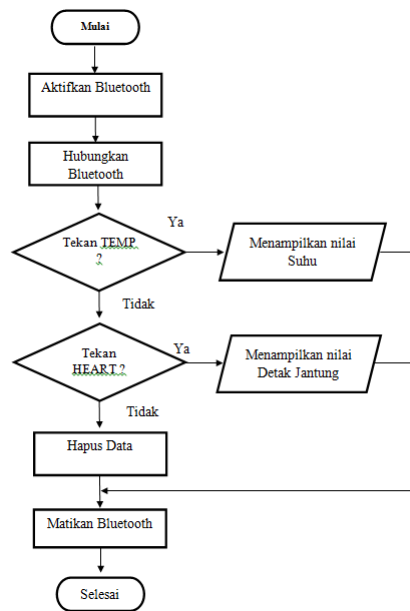 Mulai
Aktifkan Bluetooth
Hubungkan
Bluetooth
Tekan TEMP
?
Ya
Menampilkan nilai
Suhu
Tidak
Tekan
HEART ?
Ya
Menampilkan nilai
Detak Jantung
Tidak
Hapus Data
Matikan Bluetooth
Selesai